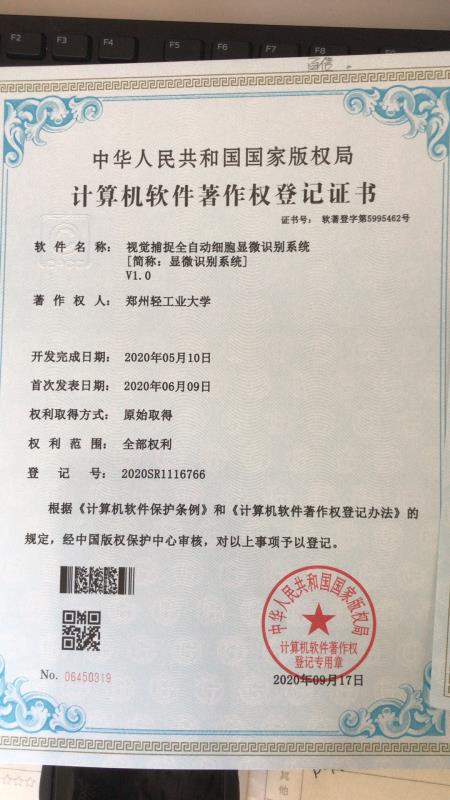 F2 F3 F4 F5 F6 F7 F8
中华人民共和国国家版权局
计算机软件著作权登记证书
证书号： 软著登字第5995462号
软件名称： 视觉捕捉全自动细胞显微识别系统
[简称：显微识别系统]
V1.0
著作权人： 郑州轻工业大学
开发完成日期： 2020年05月10日
首次发表日期： 2020年06月09日
权利取得方式： 原始取得
权利范围： 全部权利
登记号： 2020SR1116766
根据《计算机软件保护条例》和《计算机软件著作权登记办法》的
规定，经中国版权保护中心审核，对以上事项予以登记。
中华人民共和国国家版权局
计算机软件著作权
登记专用章
No. 06450319
2020年09月17日
其他